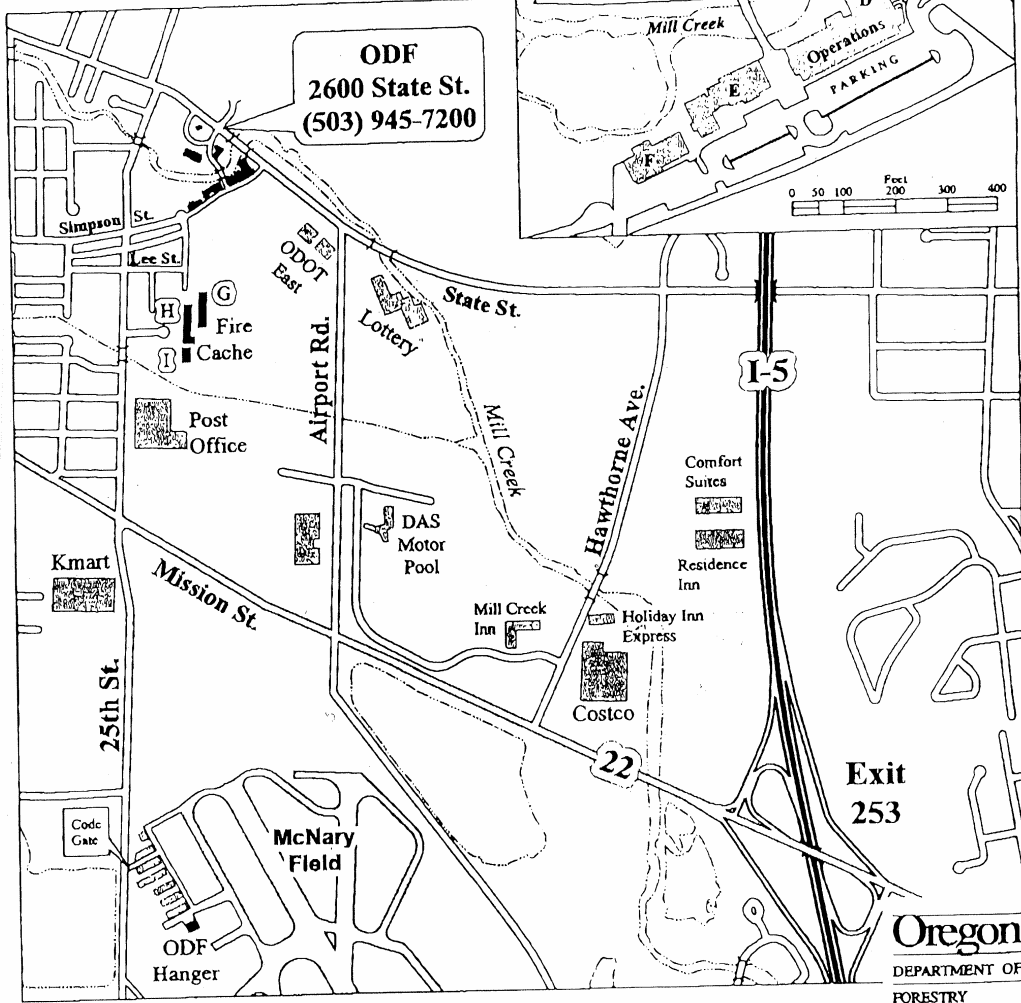 ODF
2600 State St.
(503) 945-7200
Mill Creek
D
Operations
E
PARKING
F
Feet
0 50 100 200 300 400
Simpson St.
Lee St.
G
H
Fire
Cache
I
ODOT
East
Lottery
State St.
Airport Rd.
I-5
Post
Office
Mill Creek
Hawthorne Ave.
Comfort
Suites
DAS
Motor
Pool
Residence
Inn
Kmart
Mission St.
Mill Creek
Inn
Holiday Inn
Express
Costco
25th St.
22
Exit
253
Code
Gate
McNary
Field
ODF
Hanger
Oregon
DEPARTMENT OF
FORESTRY